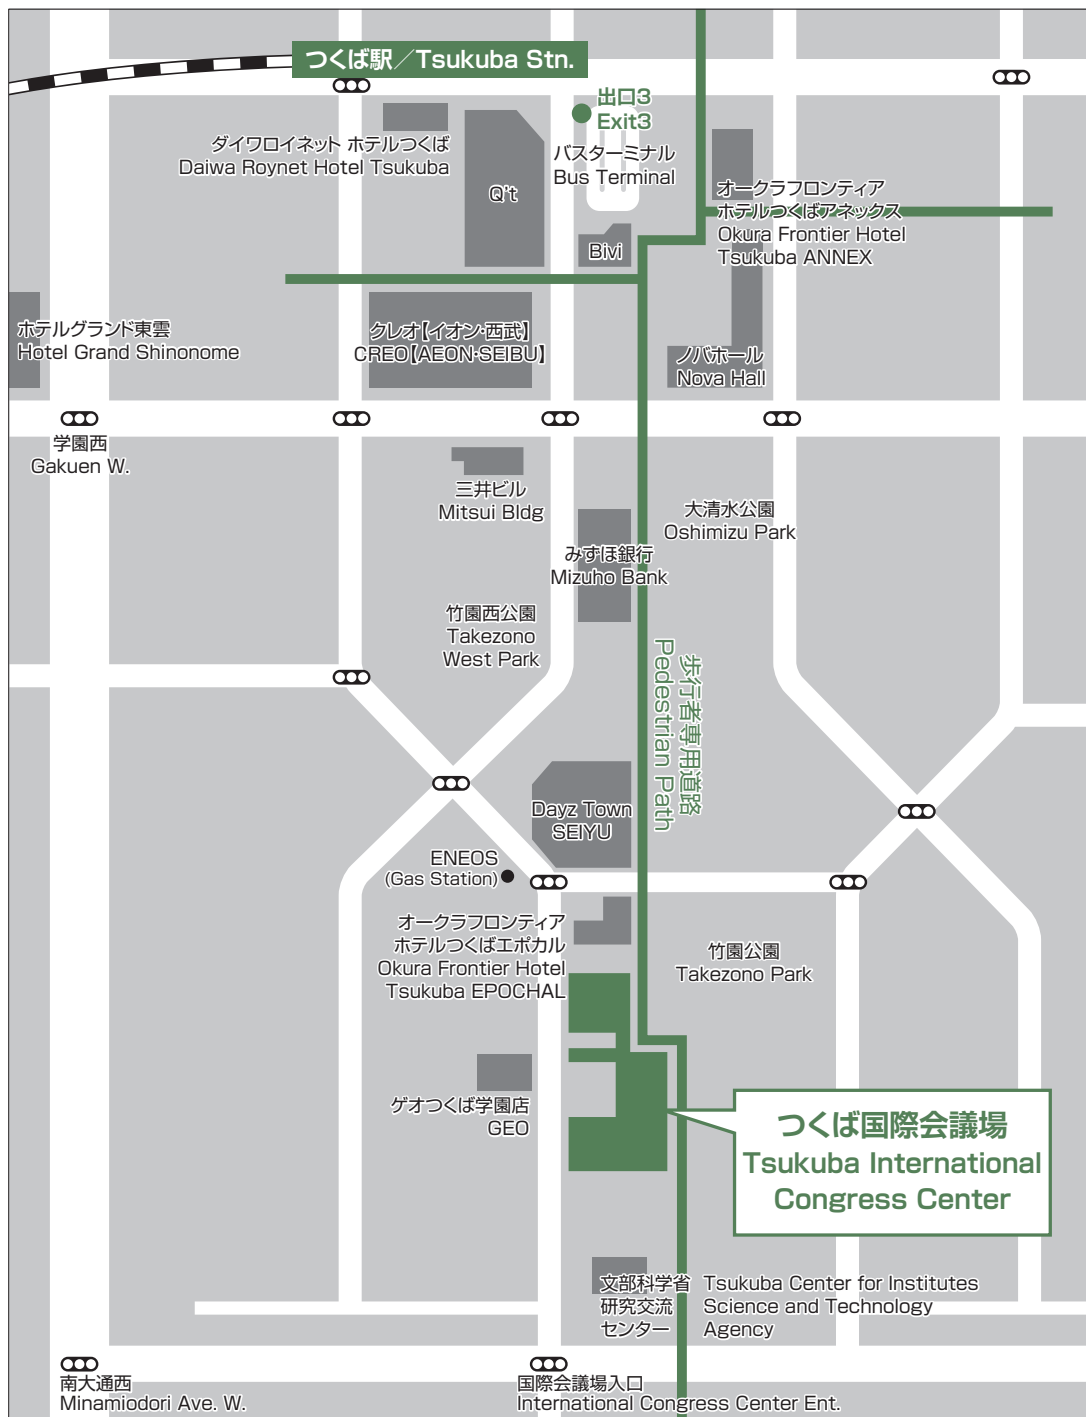 つくば駅／Tsukuba Stn.
出口3
Exit3
ダイワロイネット ホテルつくば
Daiwa Roynet Hotel Tsukuba
バスターミナル
Bus Terminal
Q't
オークラフロンティア
ホテルつくばアネックス
Okura Frontier Hotel
Tsukuba ANNEX
Bivi
ホテルグランド東雲
Hotel Grand Shinonome
クレオ【イオン・西武】
CREO【AEON・SEIBU】
ノバホール
Nova Hall
学園西
Gakuen W.
三井ビル
Mitsui Bldg
大清水公園
Oshimizu Park
みずほ銀行
Mizuho Bank
竹園西公園
Takezono
West Park
歩行者専用道路
Pedestrian Path
Dayz Town
SEIYU
ENEOS
(Gas Station)
オークラフロンティア
ホテルつくばエポカル
Okura Frontier Hotel
Tsukuba EPOCHAL
竹園公園
Takezono Park
ゲオつくば学園店
GEO
つくば国際会議場
Tsukuba International
Congress Center
文部科学省
研究交流
センター
Tsukuba Center for Institutes
Science and Technology
Agency
南大通西
Minamiodori Ave. W.
国際会議場入口
International Congress Center Ent.